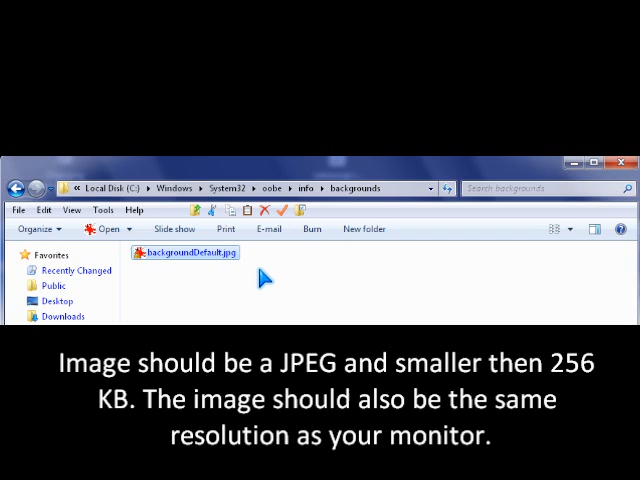 « Local Disk (C:) Windows System32 oobe info backgrounds Search backgrounds
File Edit View Tools Help
Organize Open Slide show Print E-mail Burn New folder
Favorites
backgroundDefault.jpg
Recently Changed
Public
Desktop
Downloads
Image should be a JPEG and smaller then 256
KB. The image should also be the same
resolution as your monitor.